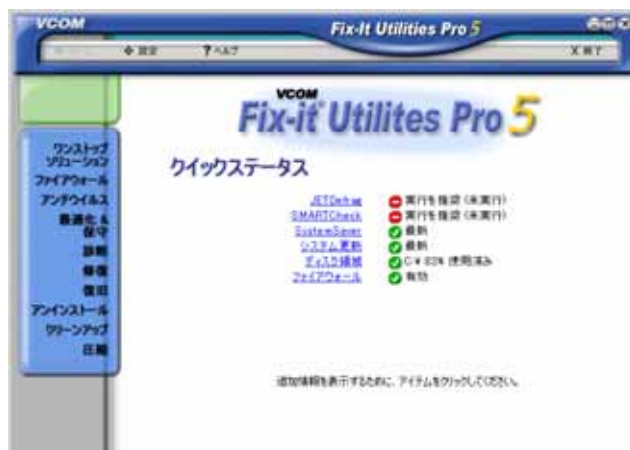 VCOM
Fix-It Utilities Pro 5
設定
? ヘルプ
X 終了
VCOM
Fix-it Utilites Pro 5
クイックステータス
ワンストップ
ソリューション
ファイアウォール
アンチウイルス
最適化 &
保守
診断
修復
復旧
アンインストール
クリーンアップ
圧縮
JETDefrag 実行を推奨 (未実行)
SMARTCheck 実行を推奨 (未実行)
SystemSaver 最新
システム更新 最新
ディスク領域 C:¥ 83% 使用済み
ファイアウォール 有効
追加情報を表示するために、アイテムをクリックしてください。